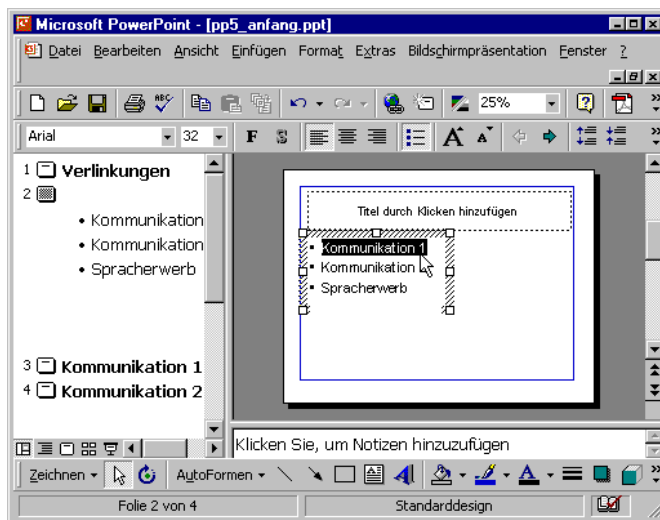 Microsoft PowerPoint - [pp5_anfang.ppt]
Datei Bearbeiten Ansicht Einfügen Format Extras Bildschirmpräsentation Fenster ?
ABC 25% ?
Arial 32 F S A A
1 Verlinkungen
2
• Kommunikation
• Kommunikation
• Spracherwerb
3 Kommunikation 1
4 Kommunikation 2
Titel durch Klicken hinzufügen
• Kommunikation 1
• Kommunikation
• Spracherwerb
Klicken Sie, um Notizen hinzuzufügen
Zeichnen AutoFormen A
Folie 2 von 4 Standarddesign